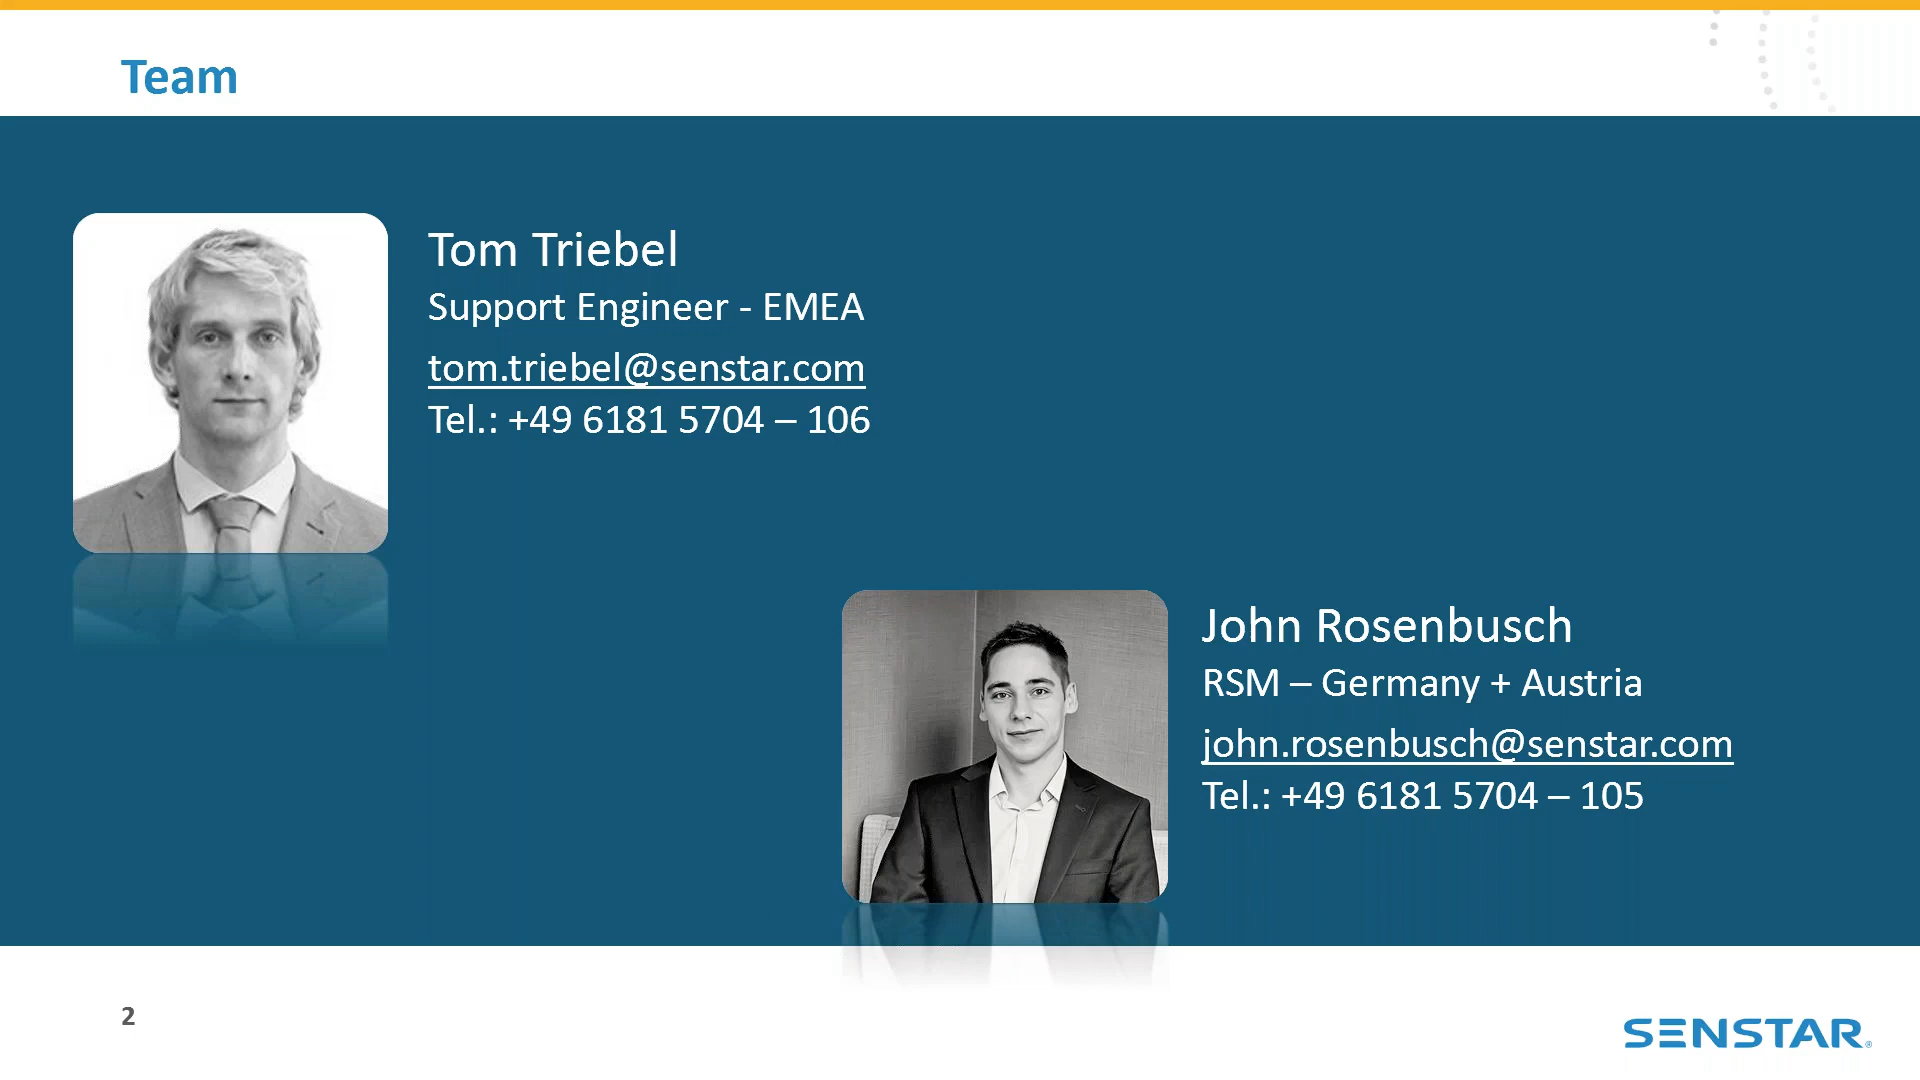 Team
Tom Triebel
Support Engineer - EMEA
tom.triebel@senstar.com
Tel.: +49 6181 5704 – 106
John Rosenbusch
RSM – Germany + Austria
john.rosenbusch@senstar.com
Tel.: +49 6181 5704 – 105
2
SENSTAR®